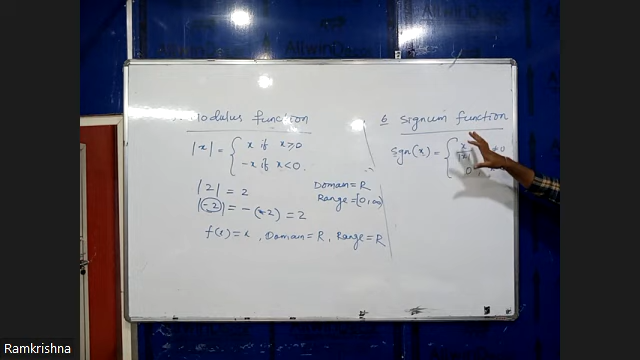 Modulus function
|x| = { x if x ≥ 0
-x if x < 0.
|2| = 2
|(-2)| = -(-2) = 2
Domain = R
Range = [0, ∞)
f(x) = x, Domain = R, Range = R
6 Signum function
Sgn(x) = { x/|x|, ≠ 0
0,
Ramkrishna